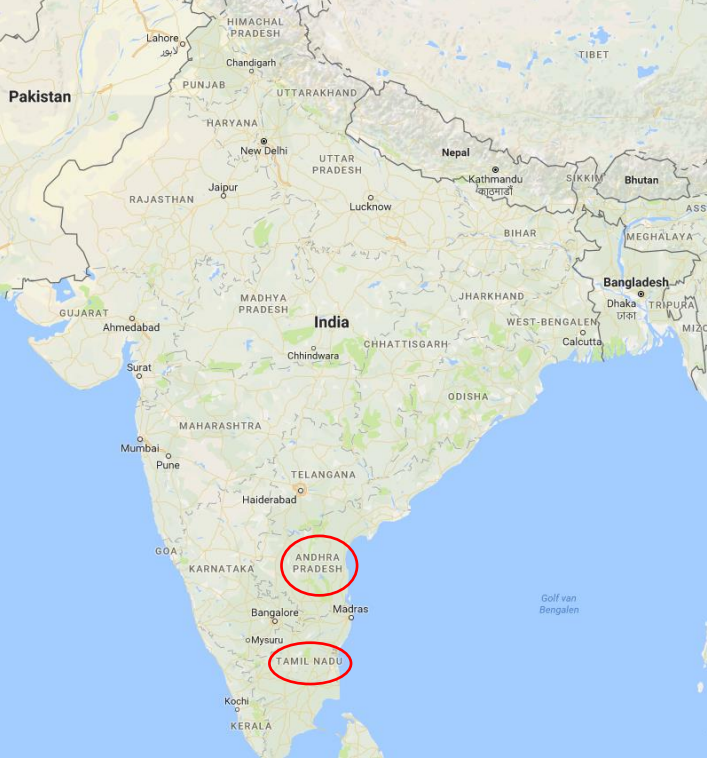 HIMACHAL
PRADESH
Lahore
لاہور
TIBET
Chandigarh
PUNJAB
UTTARAKHAND
Pakistan
HARYANA
New Delhi
Nepal
UTTAR
PRADESH
Kathmandu
काठमाडौं
SIKKIM
Bhutan
Jaipur
RAJASTHAN
Lucknow
ASS
BIHAR
MEGHALAYA
Bangladesh
MADHYA
PRADESH
JHARKHAND
Dhaka
ঢাকা
TRIPURA
GUJARAT
Ahmedabad
India
WEST-BENGALEN
MIZO
Calcutta
CHHATTISGARH
Chhindwara
Surat
ODISHA
MAHARASHTRA
Mumbai
Pune
TELANGANA
Haiderabad
GOA
ANDHRA
PRADESH
KARNATAKA
Golf van
Bengalen
Bangalore
Madras
Mysuru
TAMIL NADU
Kochi
KERALA